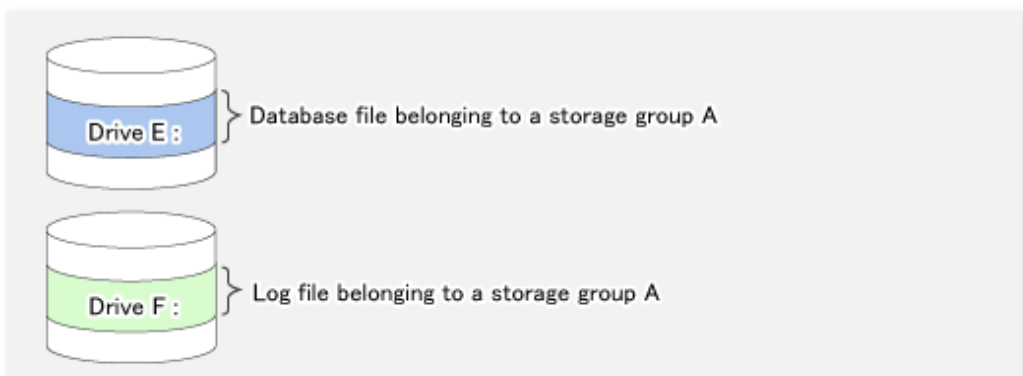 Drive E :
Database file belonging to a storage group A
Drive F :
Log file belonging to a storage group A